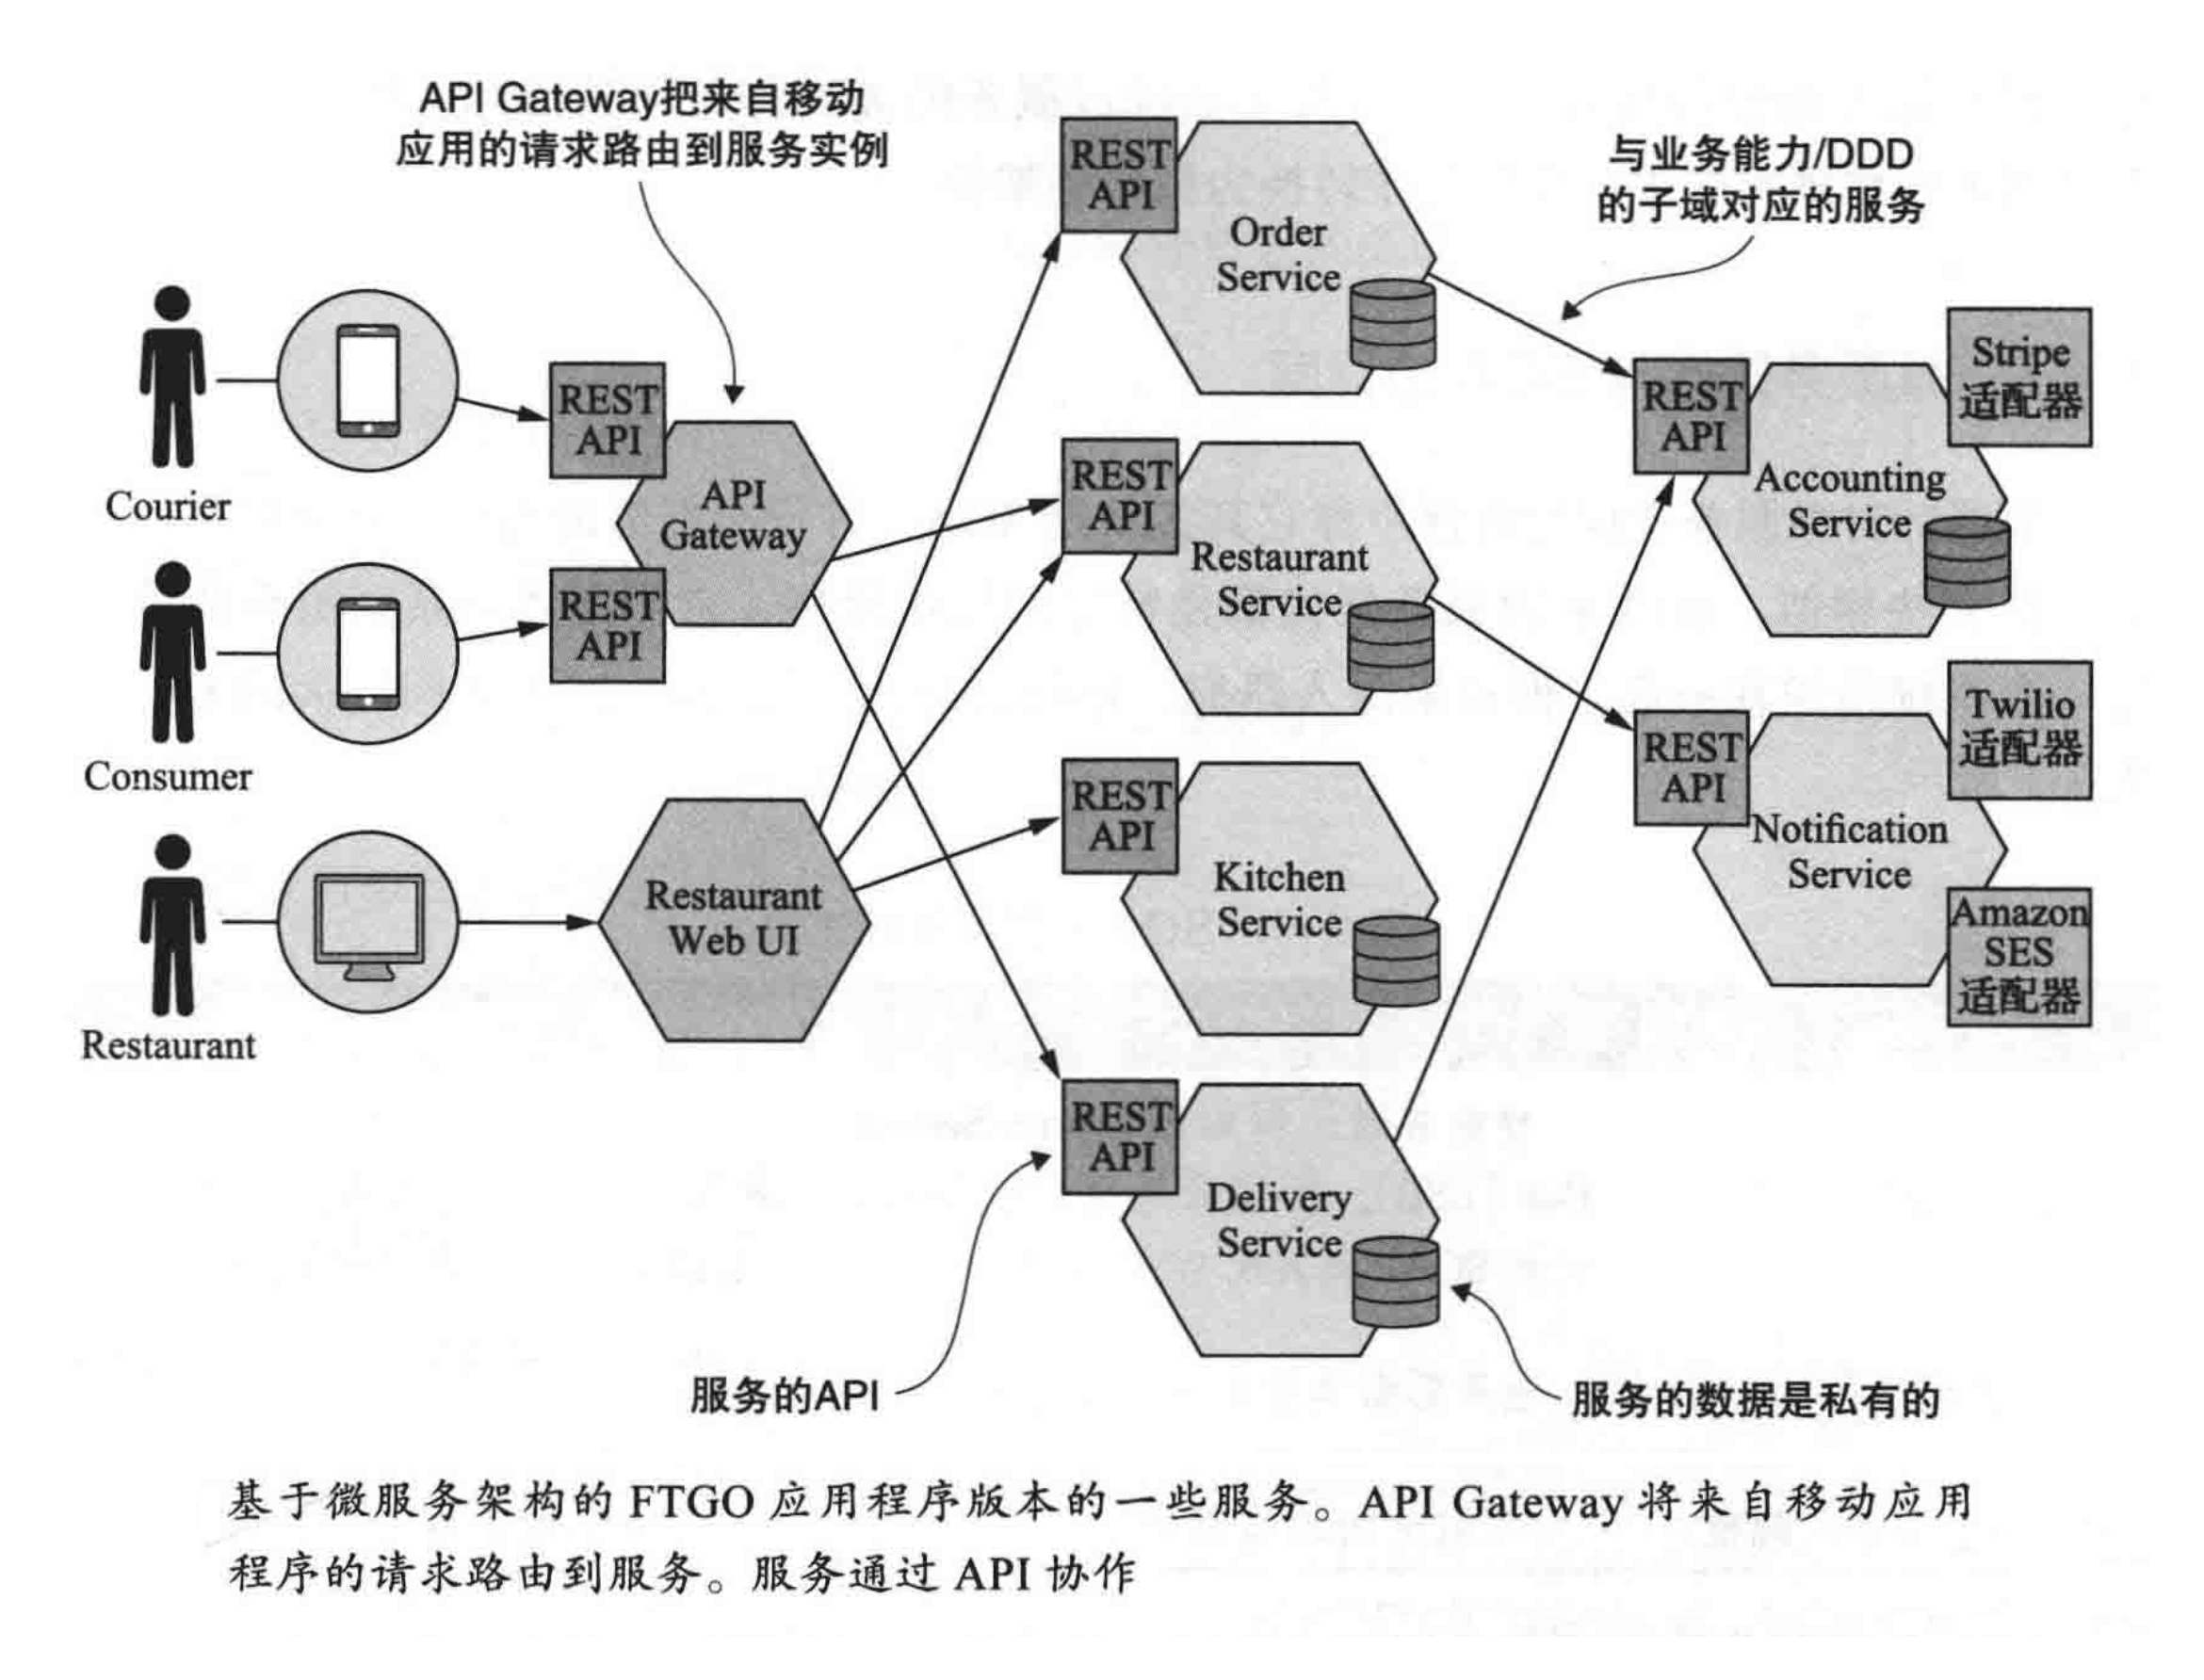 API Gateway把来自移动
应用的请求路由到服务实例
与业务能力/DDD
的子域对应的服务
REST
API
Order
Service
Stripe
适配器
REST
API
API
Gateway
REST
API
Courier
REST
API
Restaurant
Service
REST
API
Accounting
Service
REST
API
Consumer
Twilio
适配器
REST
API
Notification
Service
Amazon
SES
适配器
REST
API
Kitchen
Service
Restaurant
Web UI
Restaurant
REST
API
Delivery
Service
服务的API
服务的数据是私有的
基于微服务架构的 FTGO 应用程序版本的一些服务。API Gateway 将来自移动应用
程序的请求路由到服务。服务通过 API 协作